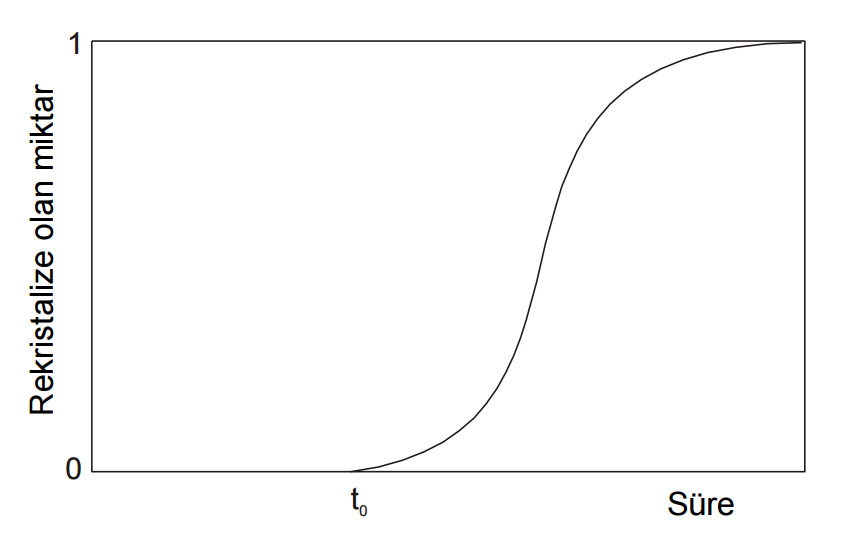 1
Rekristalize olan miktar
0
t₀
Süre